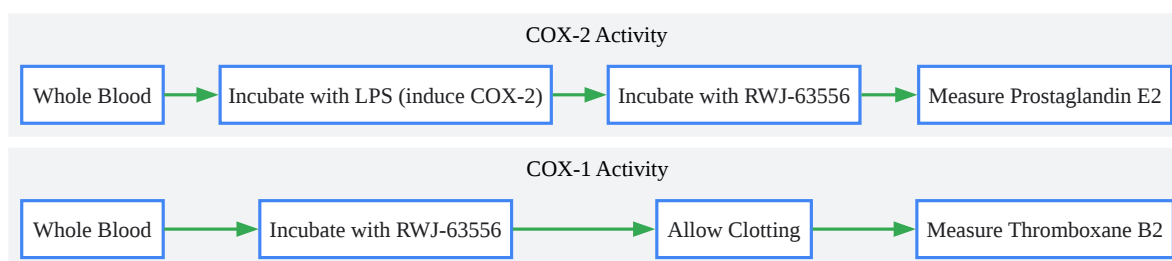 COX-2 Activity
Whole Blood
Incubate with LPS (induce COX-2)
Incubate with RWJ-63556
Measure Prostaglandin E2
COX-1 Activity
Whole Blood
Incubate with RWJ-63556
Allow Clotting
Measure Thromboxane B2